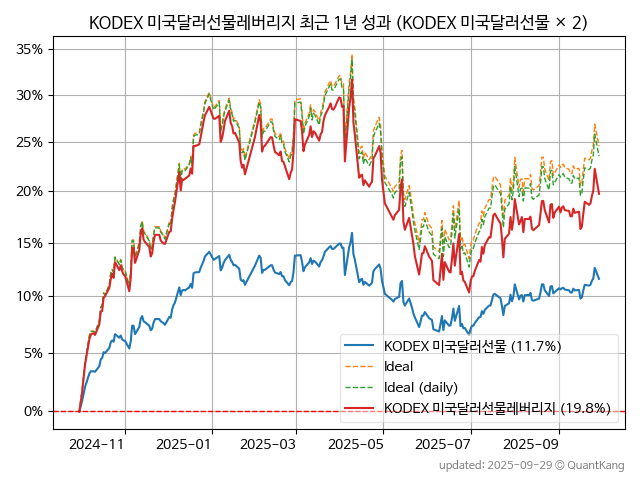 KODEX 미국달러선물레버리지 최근 1년 성과 (KODEX 미국달러선물 × 2)
35%
30%
25%
20%
15%
10%
5%
0%
KODEX 미국달러선물 (11.7%)
Ideal
Ideal (daily)
KODEX 미국달러선물레버리지 (19.8%)
2024-11 2025-01 2025-03 2025-05 2025-07 2025-09
updated: 2025-09-29 © QuantKang